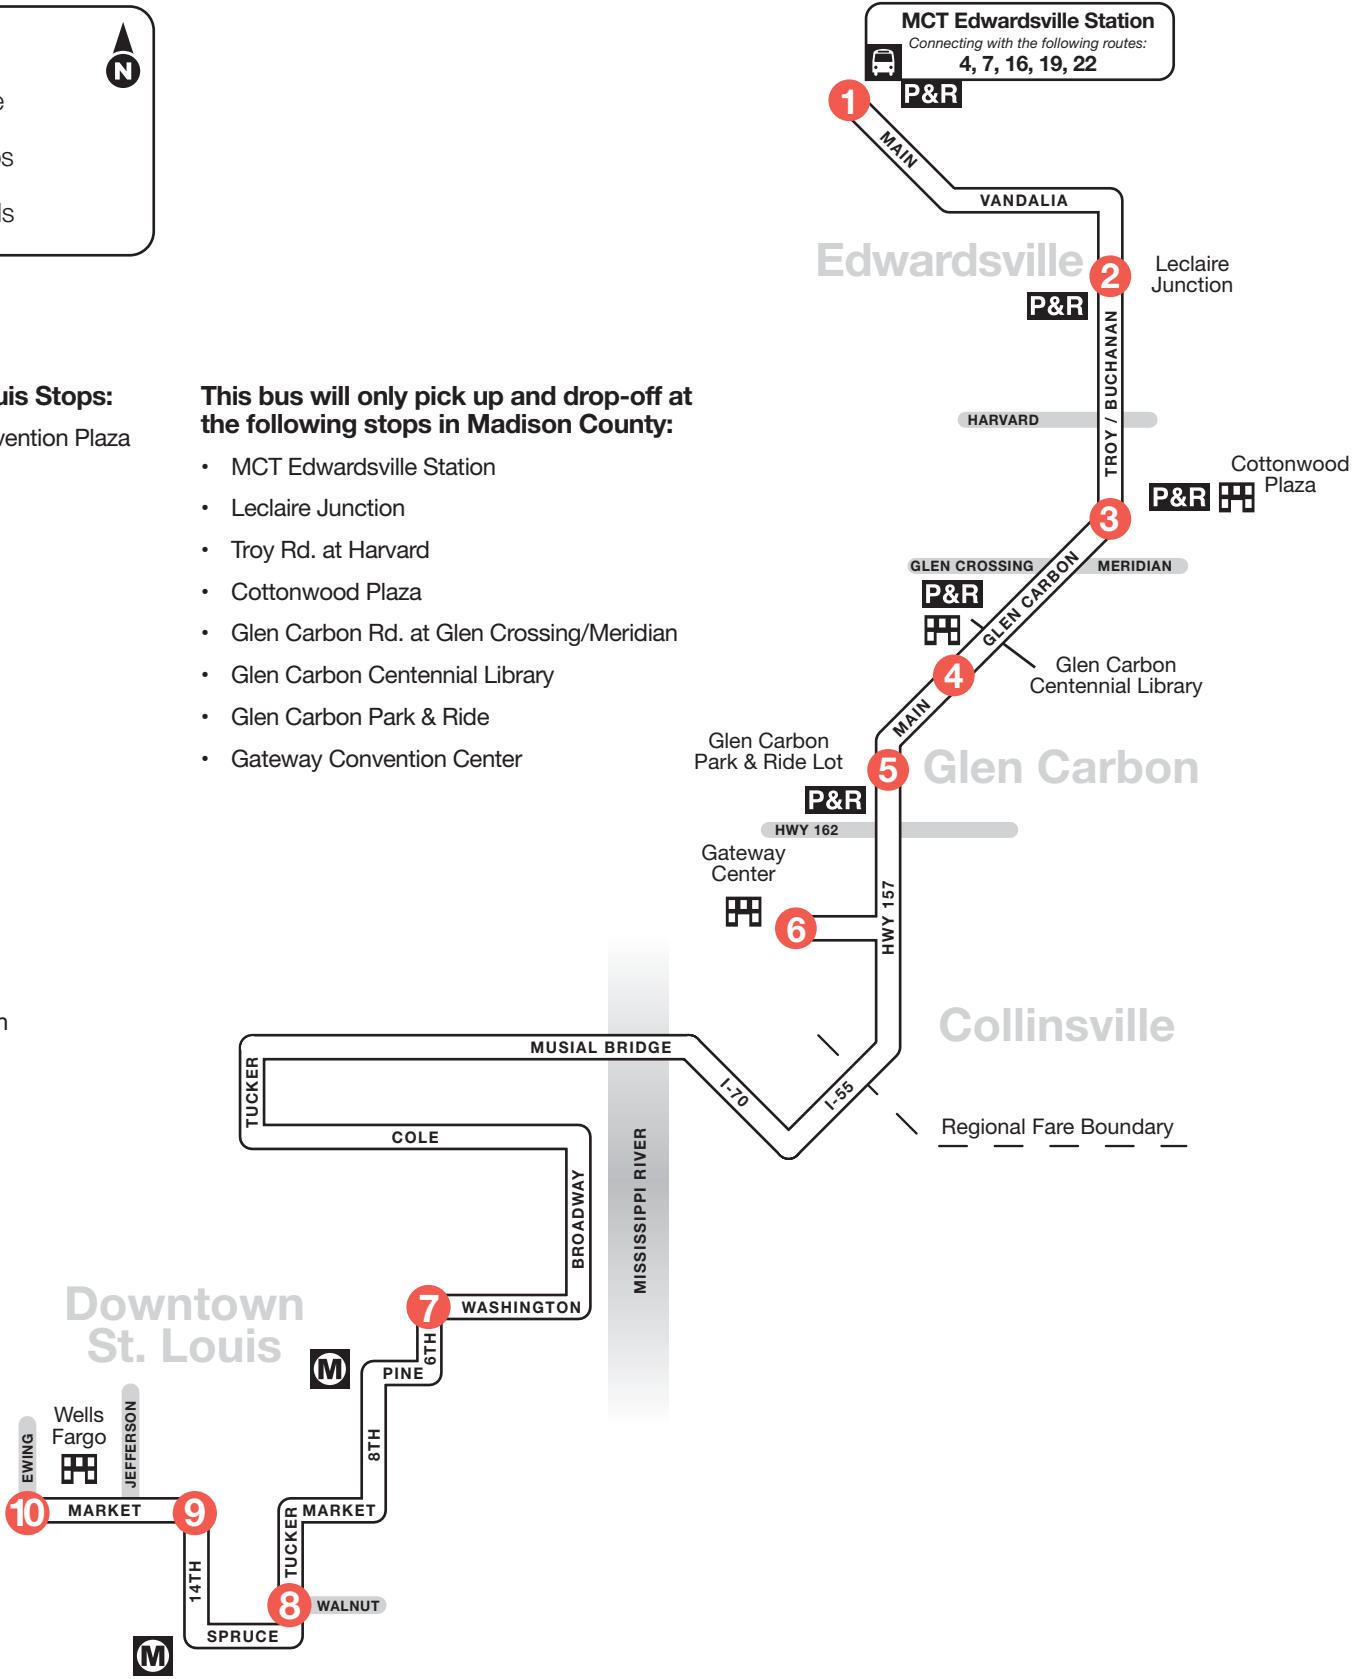 MCT Edwardsville Station
Connecting with the following routes:
4, 7, 16, 19, 22
N
P&R
1
MAIN
VANDALIA
Edwardsville
2
Leclaire
Junction
P&R
TROY / BUCHANAN
HARVARD
uis Stops:
vention Plaza
This bus will only pick up and drop-off at
the following stops in Madison County:
• MCT Edwardsville Station
• Leclaire Junction
• Troy Rd. at Harvard
• Cottonwood Plaza
• Glen Carbon Rd. at Glen Crossing/Meridian
• Glen Carbon Centennial Library
• Glen Carbon Park & Ride
• Gateway Convention Center
Cottonwood
Plaza
P&R
3
GLEN CROSSING
MERIDIAN
P&R
GLEN CARBON
4
Glen Carbon
Centennial Library
MAIN
Glen Carbon
Park & Ride Lot
5
Glen Carbon
P&R
HWY 162
Gateway
Center
6
HWY 157
Collinsville
MUSIAL BRIDGE
TUCKER
I-70
I-55
Regional Fare Boundary
COLE
BROADWAY
MISSISSIPPI RIVER
Downtown
St. Louis
7
WASHINGTON
6TH
M
PINE
8TH
Wells
Fargo
EWING
JEFFERSON
10
MARKET
9
MARKET
TUCKER
14TH
8
WALNUT
SPRUCE
M